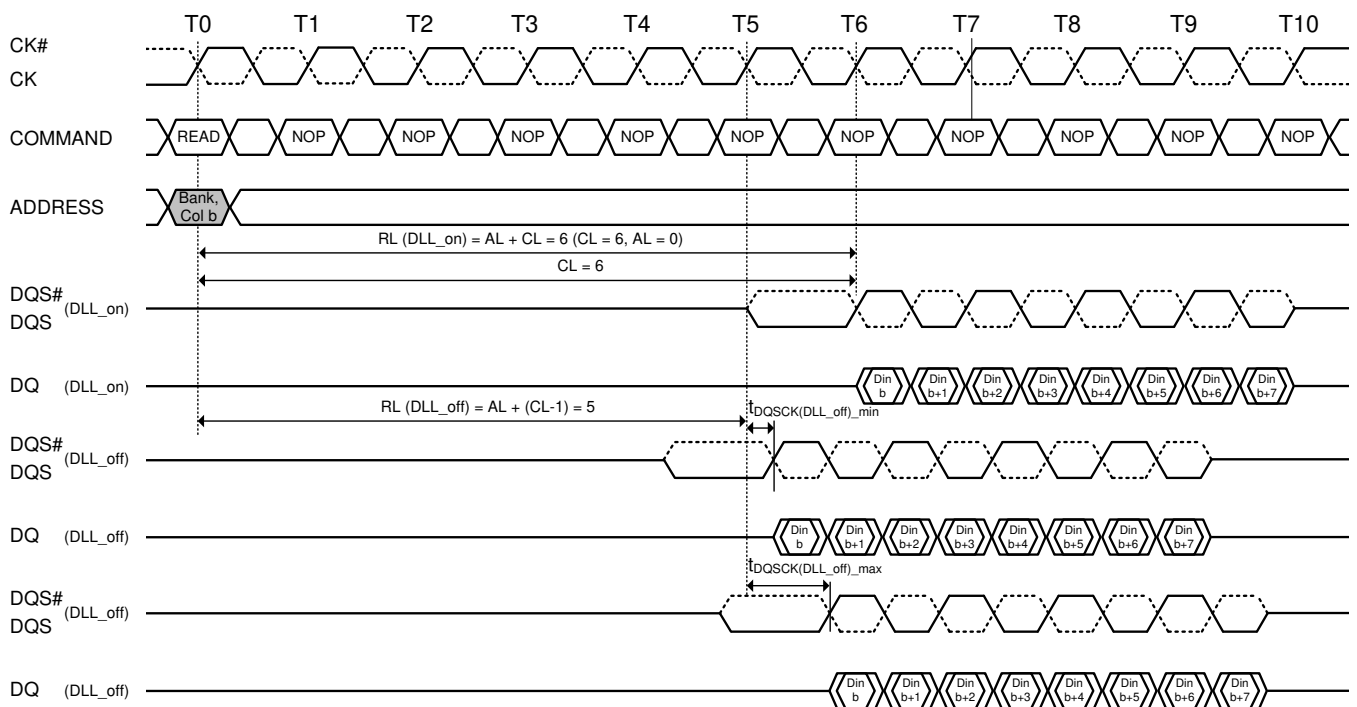 T0 T1 T2 T3 T4 T5 T6 T7 T8 T9 T10
CK#
CK
COMMAND READ NOP NOP NOP NOP NOP NOP NOP NOP NOP NOP
ADDRESS Bank,
Col b
RL (DLL_on) = AL + CL = 6 (CL = 6, AL = 0)
CL = 6
DQS# (DLL_on)
DQS
DQ (DLL_on) Din Din Din Din Din Din Din Din
b b+1 b+2 b+3 b+4 b+5 b+6 b+7
RL (DLL_off) = AL + (CL-1) = 5 tDQSCK(DLL_off)_min
DQS# (DLL_off)
DQS
DQ (DLL_off) Din Din Din Din Din Din Din Din
b b+1 b+2 b+3 b+4 b+5 b+6 b+7
tDQSCK(DLL_off)_max
DQS# (DLL_off)
DQS
DQ (DLL_off) Din Din Din Din Din Din Din Din
b b+1 b+2 b+3 b+4 b+5 b+6 b+7